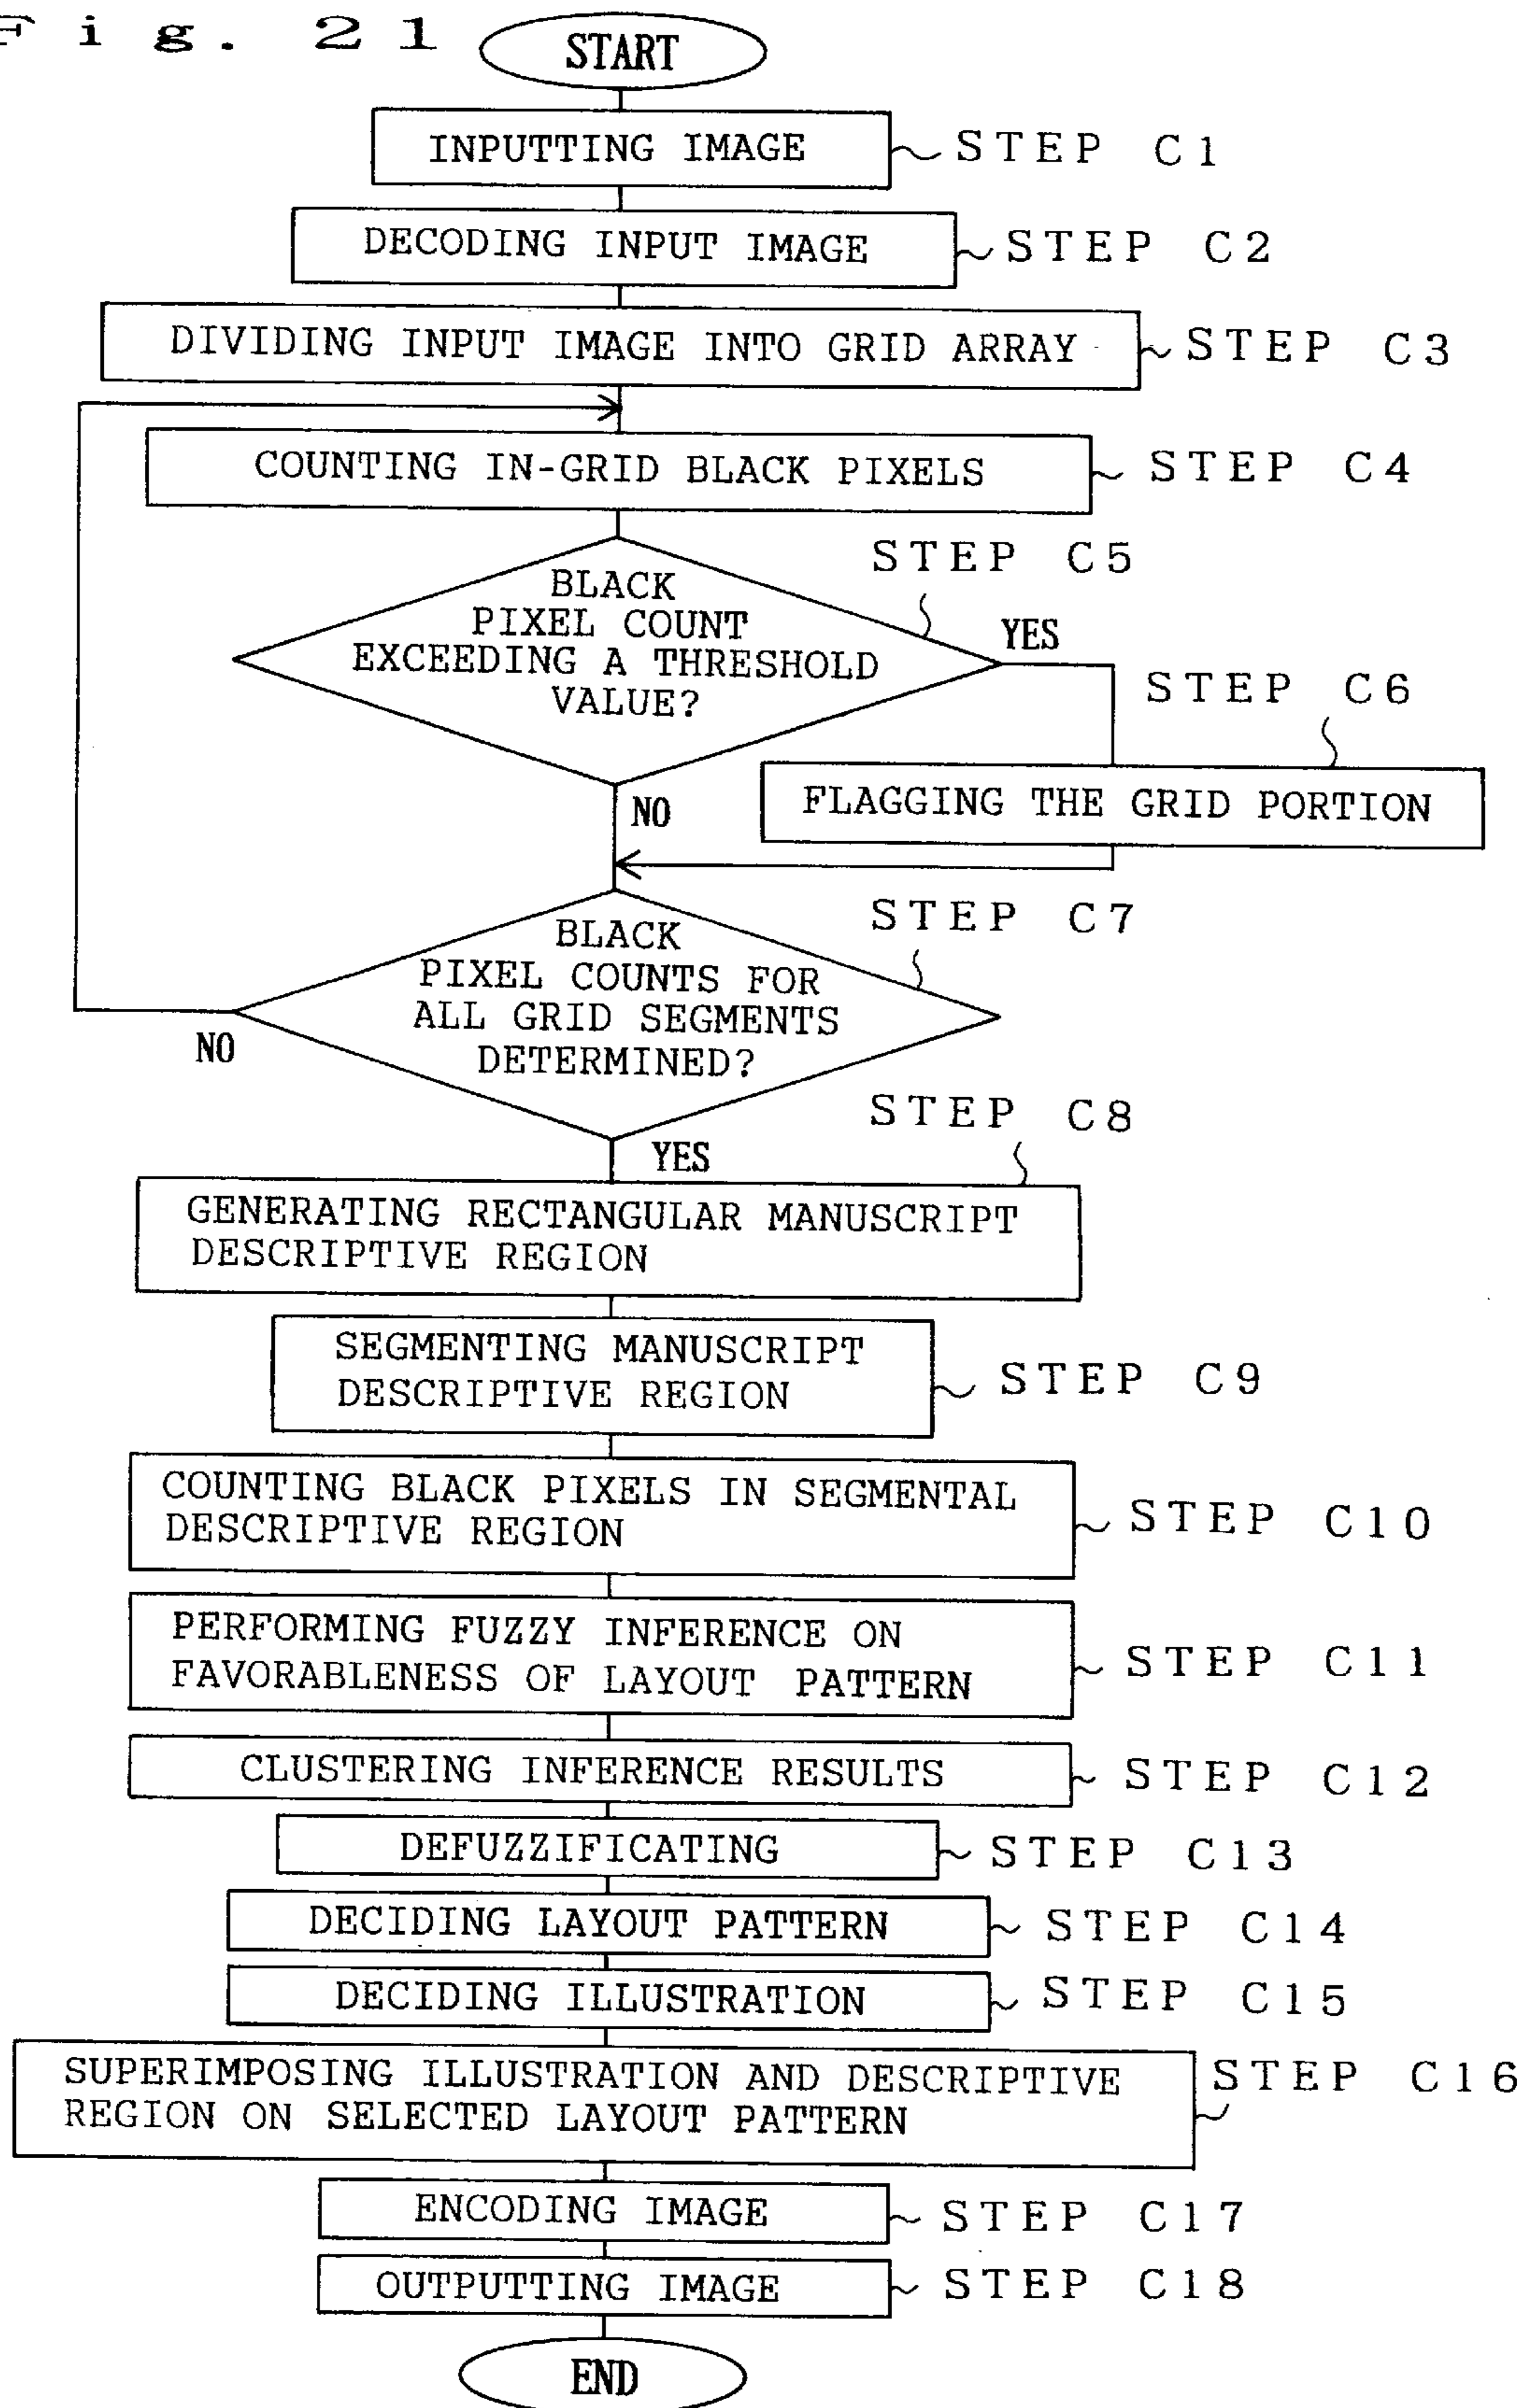 Fig. 21
START
INPUTTING IMAGE
STEP C1
DECODING INPUT IMAGE
STEP C2
DIVIDING INPUT IMAGE INTO GRID ARRAY
STEP C3
COUNTING IN-GRID BLACK PIXELS
STEP C4
STEP C5
BLACK
PIXEL COUNT
EXCEEDING A THRESHOLD
VALUE?
YES
STEP C6
FLAGGING THE GRID PORTION
NO
STEP C7
BLACK
PIXEL COUNTS FOR
ALL GRID SEGMENTS
DETERMINED?
NO
YES
STEP C8
GENERATING RECTANGULAR MANUSCRIPT
DESCRIPTIVE REGION
SEGMENTING MANUSCRIPT
DESCRIPTIVE REGION
STEP C9
COUNTING BLACK PIXELS IN SEGMENTAL
DESCRIPTIVE REGION
STEP C10
PERFORMING FUZZY INFERENCE ON
FAVORABLENESS OF LAYOUT PATTERN
STEP C11
CLUSTERING INFERENCE RESULTS
STEP C12
DEFUZZIFICATING
STEP C13
DECIDING LAYOUT PATTERN
STEP C14
DECIDING ILLUSTRATION
STEP C15
SUPERIMPOSING ILLUSTRATION AND DESCRIPTIVE
REGION ON SELECTED LAYOUT PATTERN
STEP C16
ENCODING IMAGE
STEP C17
OUTPUTTING IMAGE
STEP C18
END